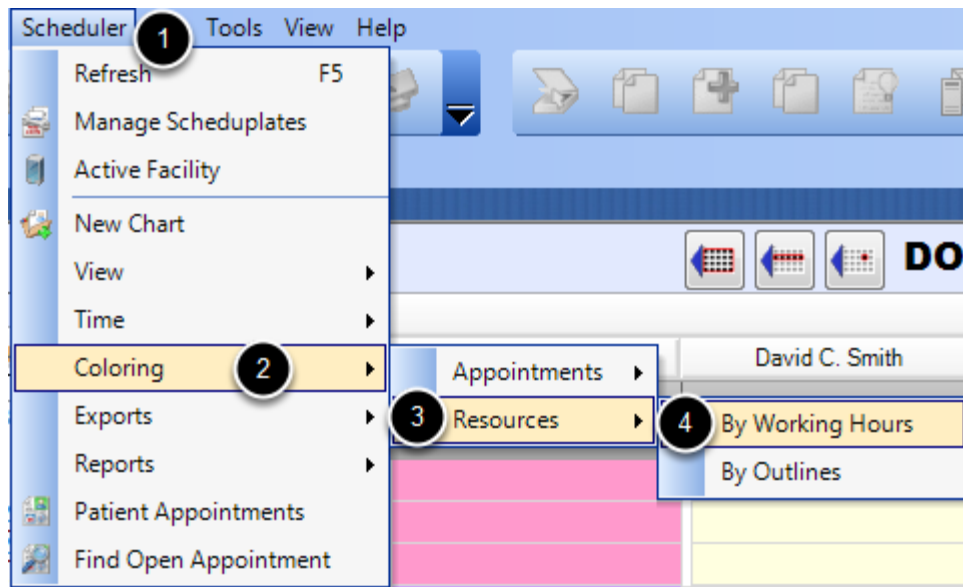 Scheduler 1 Tools View Help
Refresh F5
Manage Scheduplates
Active Facility
New Chart
View
DO
Time
Coloring 2
Appointments
David C. Smith
Exports
3 Resources
4 By Working Hours
Reports
By Outlines
Patient Appointments
Find Open Appointment